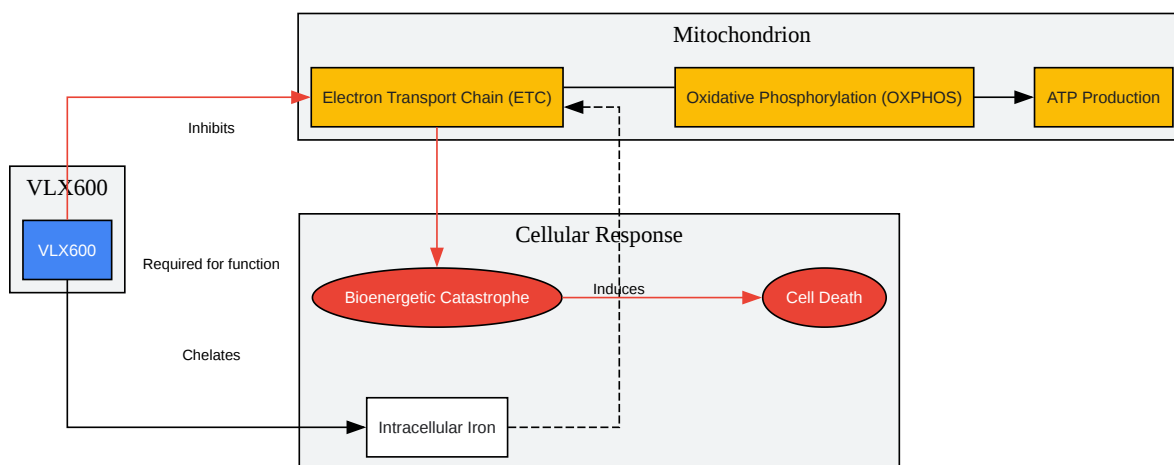 Mitochondrion
Electron Transport Chain (ETC)
Oxidative Phosphorylation (OXPHOS)
ATP Production
Inhibits
VLX600
VLX600
Cellular Response
Required for function
Bioenergetic Catastrophe
Induces
Cell Death
Chelates
Intracellular Iron